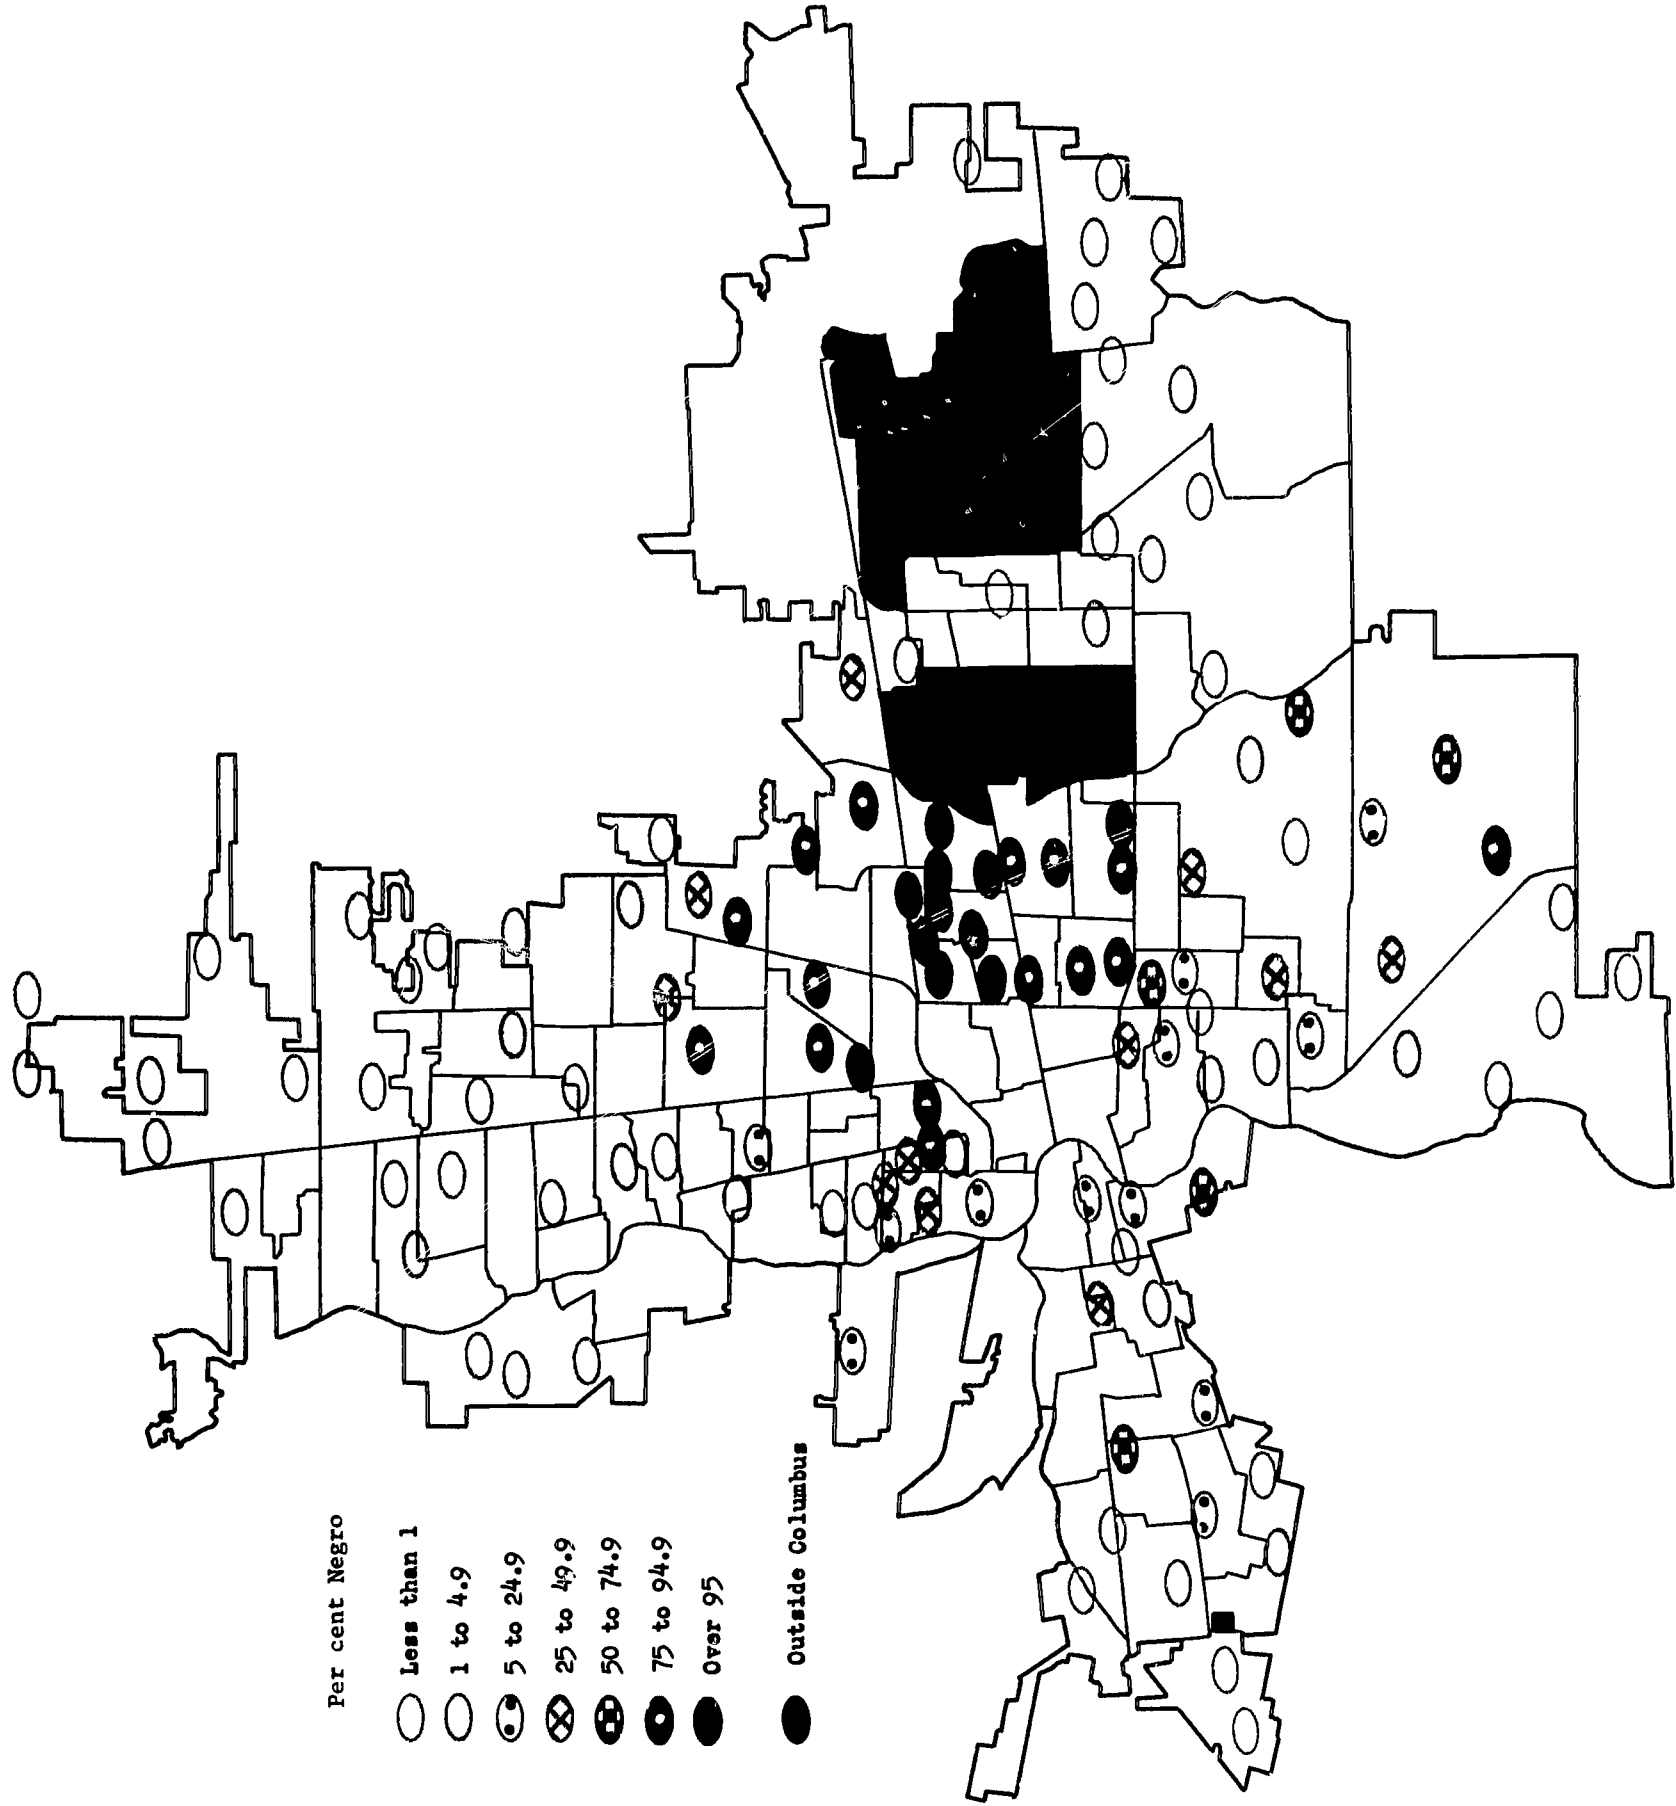 Per cent Negro
Less than 1
1 to 4.9
5 to 24.9
25 to 49.9
50 to 74.9
75 to 94.9
Over 95
Outside Columbus